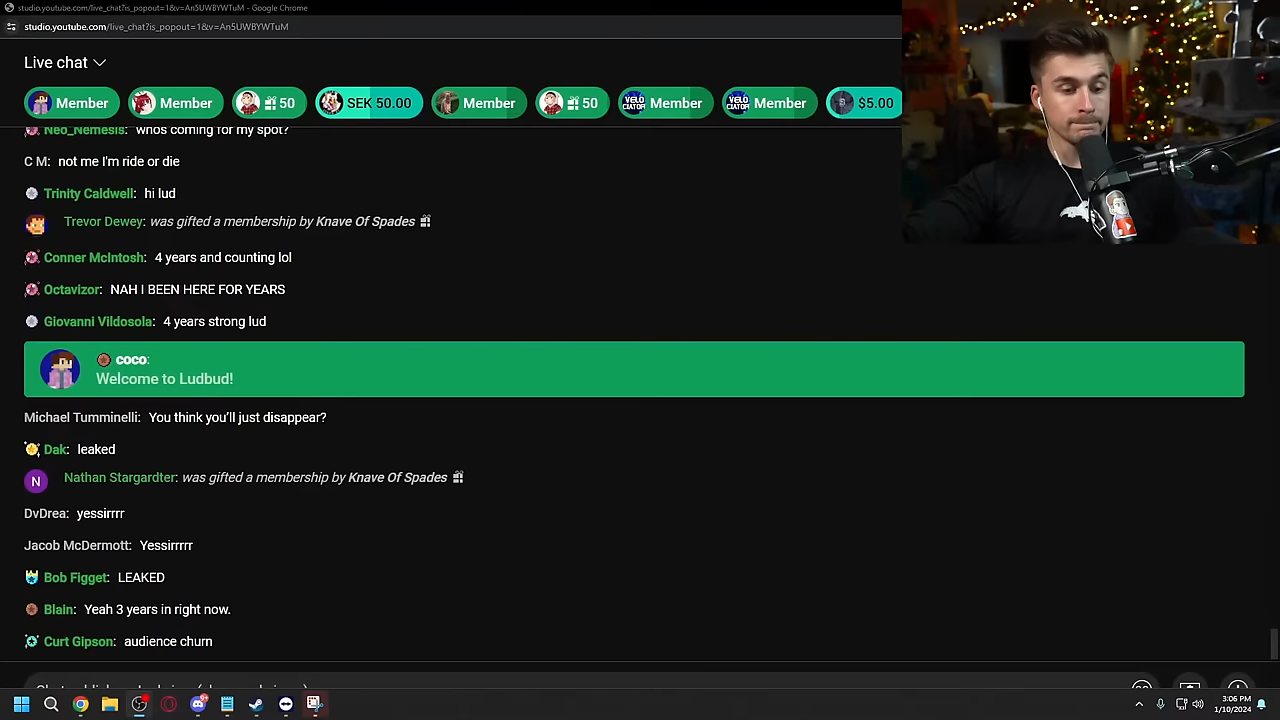 studio.youtube.com/live_chat?is_popout=1&v=An5UWBYWTuM - Google Chrome
studio.youtube.com/live_chat?is_popout=1&v=An5UWBYWTuM
Live chat
Member Member 50 SEK 50.00 Member 50 VELO CIATOR Member VELO CIATOR Member $5.00
Neo_Nemesis: whos coming for my spot?
C M: not me I'm ride or die
Trinity Caldwell: hi lud
Trevor Dewey: was gifted a membership by Knave Of Spades
Conner McIntosh: 4 years and counting lol
Octavizor: NAH I BEEN HERE FOR YEARS
Giovanni Vildosola: 4 years strong lud
coco:
Welcome to Ludbud!
Michael Tumminelli: You think you'll just disappear?
Dak: leaked
N Nathan Stargardter: was gifted a membership by Knave Of Spades
DvDrea: yessirrrr
Jacob McDermott: Yessirrrrr
Bob Figget: LEAKED
Blain: Yeah 3 years in right now.
Curt Gipson: audience churn
3:06 PM
1/10/2024